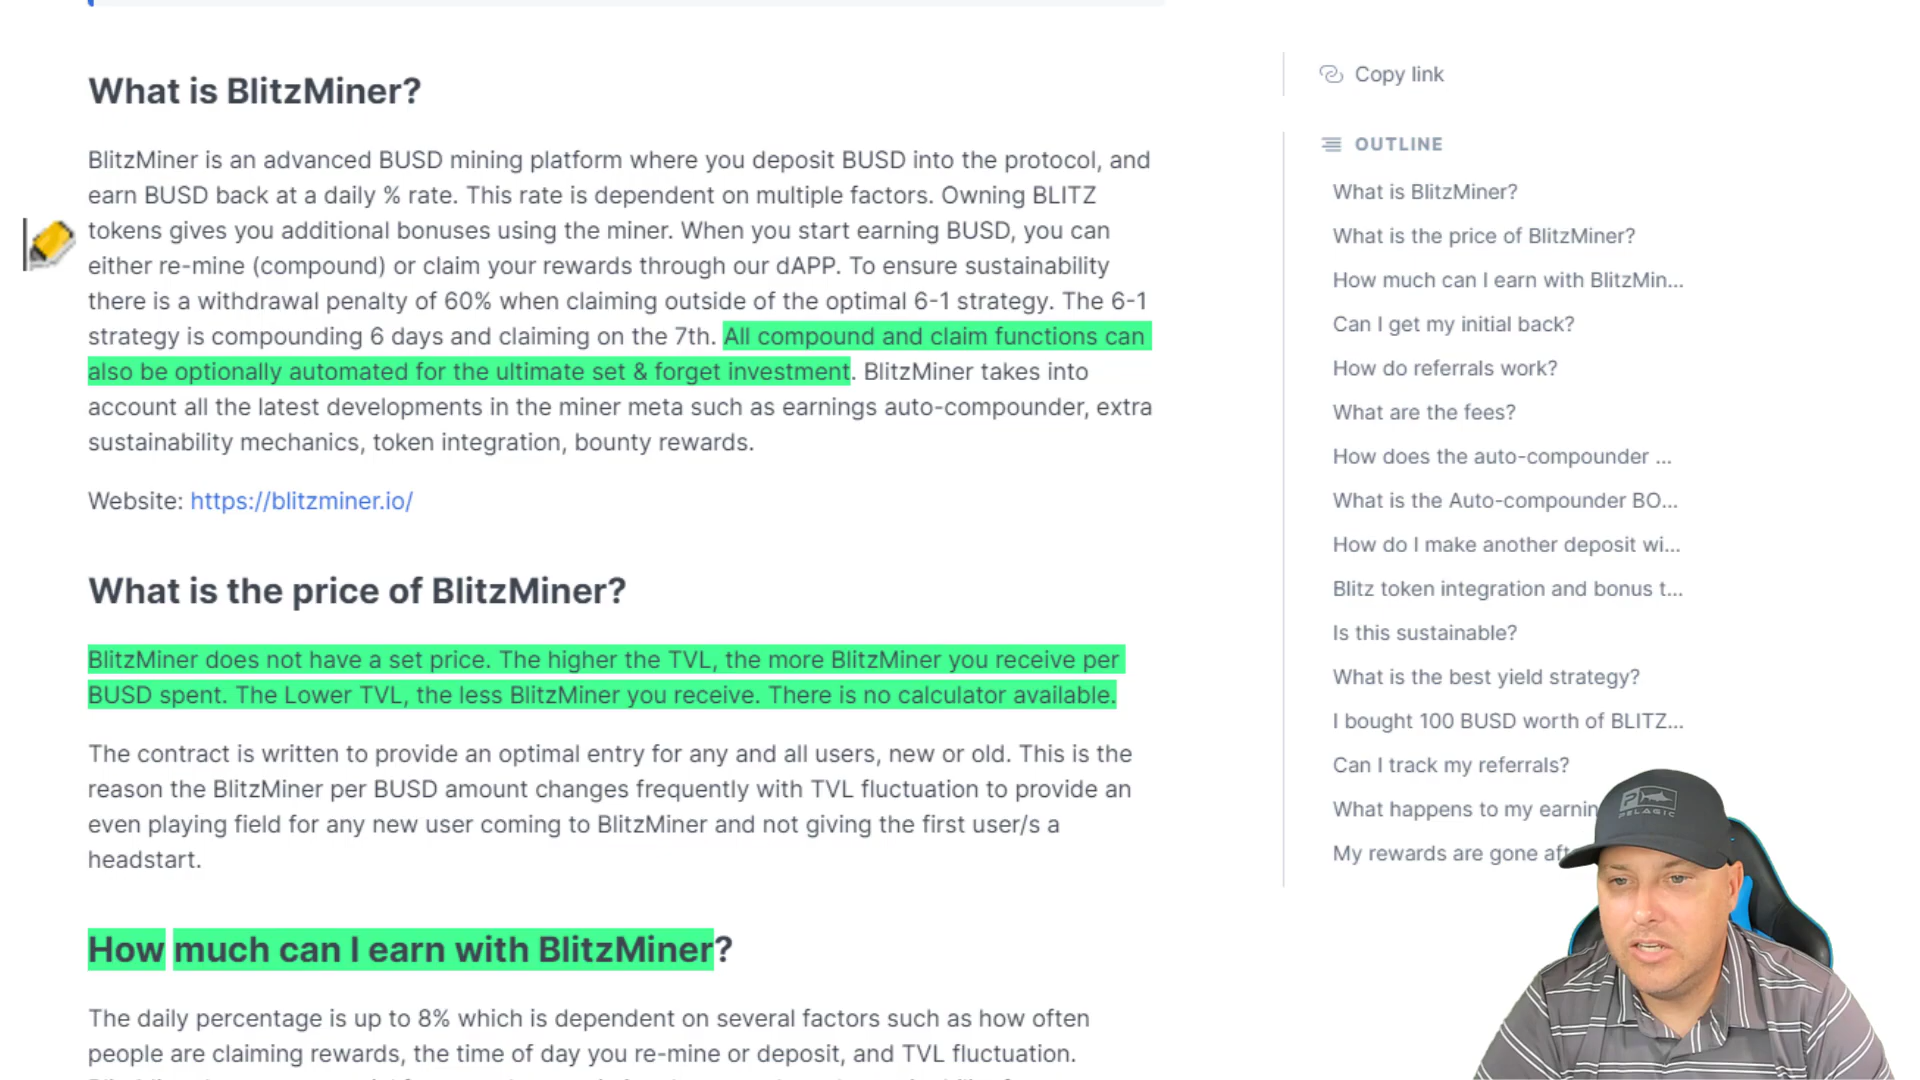 What is BlitzMiner?
BlitzMiner is an advanced BUSD mining platform where you deposit BUSD into the protocol, and
earn BUSD back at a daily % rate. This rate is dependent on multiple factors. Owning BLITZ
tokens gives you additional bonuses using the miner. When you start earning BUSD, you can
either re-mine (compound) or claim your rewards through our dAPP. To ensure sustainability
there is a withdrawal penalty of 60% when claiming outside of the optimal 6-1 strategy. The 6-1
strategy is compounding 6 days and claiming on the 7th. All compound and claim functions can
also be optionally automated for the ultimate set & forget investment. BlitzMiner takes into
account all the latest developments in the miner meta such as earnings auto-compounder, extra
sustainability mechanics, token integration, bounty rewards.
Website: https://blitzminer.io/
What is the price of BlitzMiner?
BlitzMiner does not have a set price. The higher the TVL, the more BlitzMiner you receive per
BUSD spent. The Lower TVL, the less BlitzMiner you receive. There is no calculator available.
The contract is written to provide an optimal entry for any and all users, new or old. This is the
reason the BlitzMiner per BUSD amount changes frequently with TVL fluctuation to provide an
even playing field for any new user coming to BlitzMiner and not giving the first user/s a
headstart.
How much can I earn with BlitzMiner?
The daily percentage is up to 8% which is dependent on several factors such as how often
people are claiming rewards, the time of day you re-mine or deposit, and TVL fluctuation.
Copy link
OUTLINE
What is BlitzMiner?
What is the price of BlitzMiner?
How much can I earn with BlitzMin...
Can I get my initial back?
How do referrals work?
What are the fees?
How does the auto-compounder ...
What is the Auto-compounder BO...
How do I make another deposit wi...
Blitz token integration and bonus t...
Is this sustainable?
What is the best yield strategy?
I bought 100 BUSD worth of BLITZ...
Can I track my referrals?
What happens to my earnin
My rewards are gone aft
PELAGIC